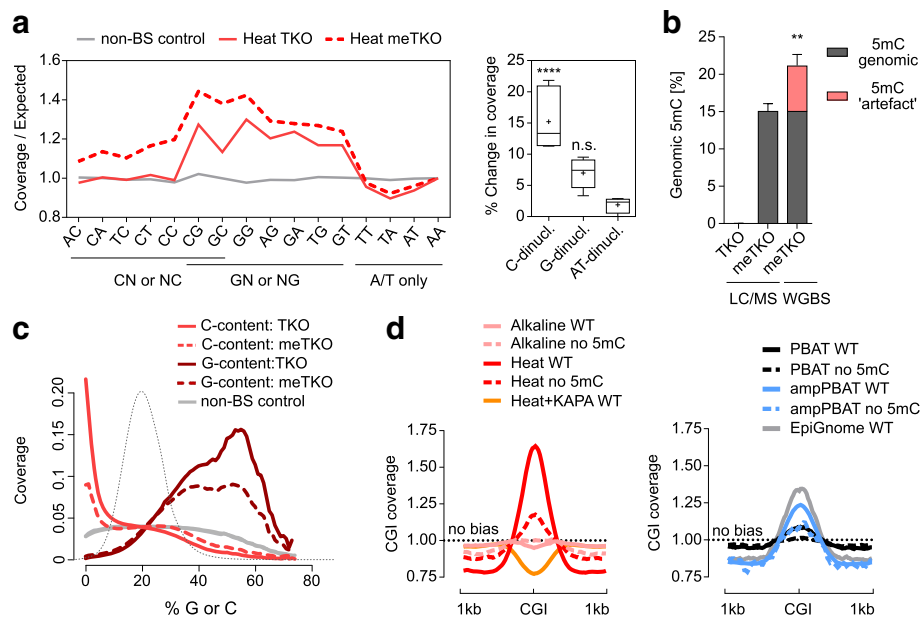 a
non-BS control
Heat TKO
Heat meTKO
Coverage / Expected
1.6
1.4
1.2
1.0
0.8
AC
CA
TC
CT
CC
CG
GC
GG
AG
GA
TG
GT
TT
TA
AT
AA
CN or NC
GN or NG
A/T only
% Change in coverage
25
20
15
10
5
0
****
n.s.
C-dinucl.
G-dinucl.
AT-dinucl.
b
Genomic 5mC [%]
25
20
15
10
5
0
**
5mC
genomic
5mC
'artefact'
TKO
meTKO
meTKO
LC/MS
WGBS
c
C-content: TKO
C-content: meTKO
G-content:TKO
G-content: meTKO
non-BS control
Coverage
0.20
0.15
0.10
0.05
0
0
20
40
60
80
% G or C
d
Alkaline WT
Alkaline no 5mC
Heat WT
Heat no 5mC
Heat+KAPA WT
CGI coverage
1.75
1.50
1.25
1.00
0.75
no bias
1kb
CGI
1kb
PBAT WT
PBAT no 5mC
ampPBAT WT
ampPBAT no 5mC
EpiGnome WT
CGI coverage
1.75
1.50
1.25
1.00
0.75
no bias
1kb
CGI
1kb